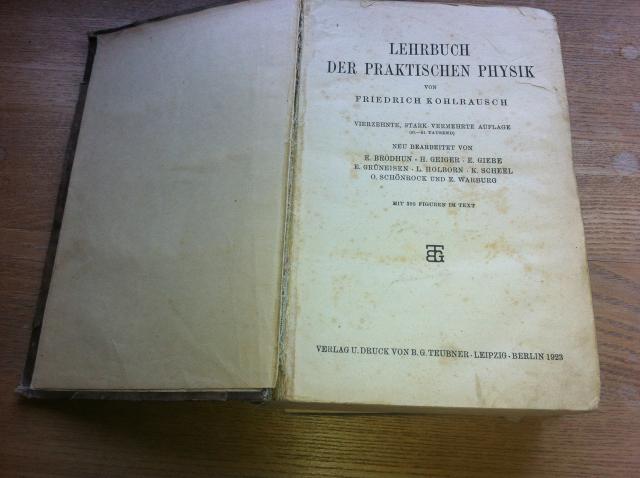 LEHRBUCH
DER PRAKTISCHEN PHYSIK
VON
FRIEDRICH KOHLRAUSCH
VIERZEHNTE, STARK VERMEHRTE AUFLAGE
TAUSEND)
NEU BEARBEITET VON
E. BRODHUN · H. GEIGER · E. GIEBE
E. GRÜNEISEN · L. HOLBORN · K. SCHEEL
O. SCHÖNROCK UND E. WARBURG
MIT FIGUREN IM TEXT
VERLAG U. DRUCK VON B. G. TEUBNER · LEIPZIG · BERLIN 1923